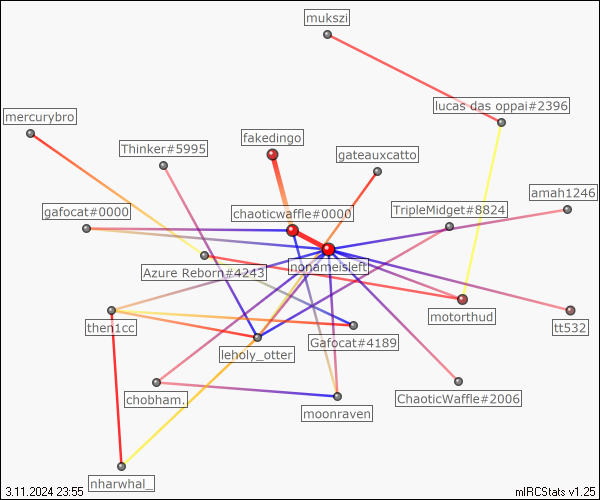 mukszi
lucas das oppai#2396
mercurybro
fakedingo
Thinker#5995
gateauxcatto
amah1246
gafocat#0000
chaoticwaffle#0000
TripleMidget#8824
nonameisleft
Azure Reborn#4243
motorthud
then1cc
tt532
Gafocat#4189
leholy_otter
chobham.
ChaoticWaffle#2006
moonraven
nharwhal_
3.11.2024 23:55
mIRCStats v1.25